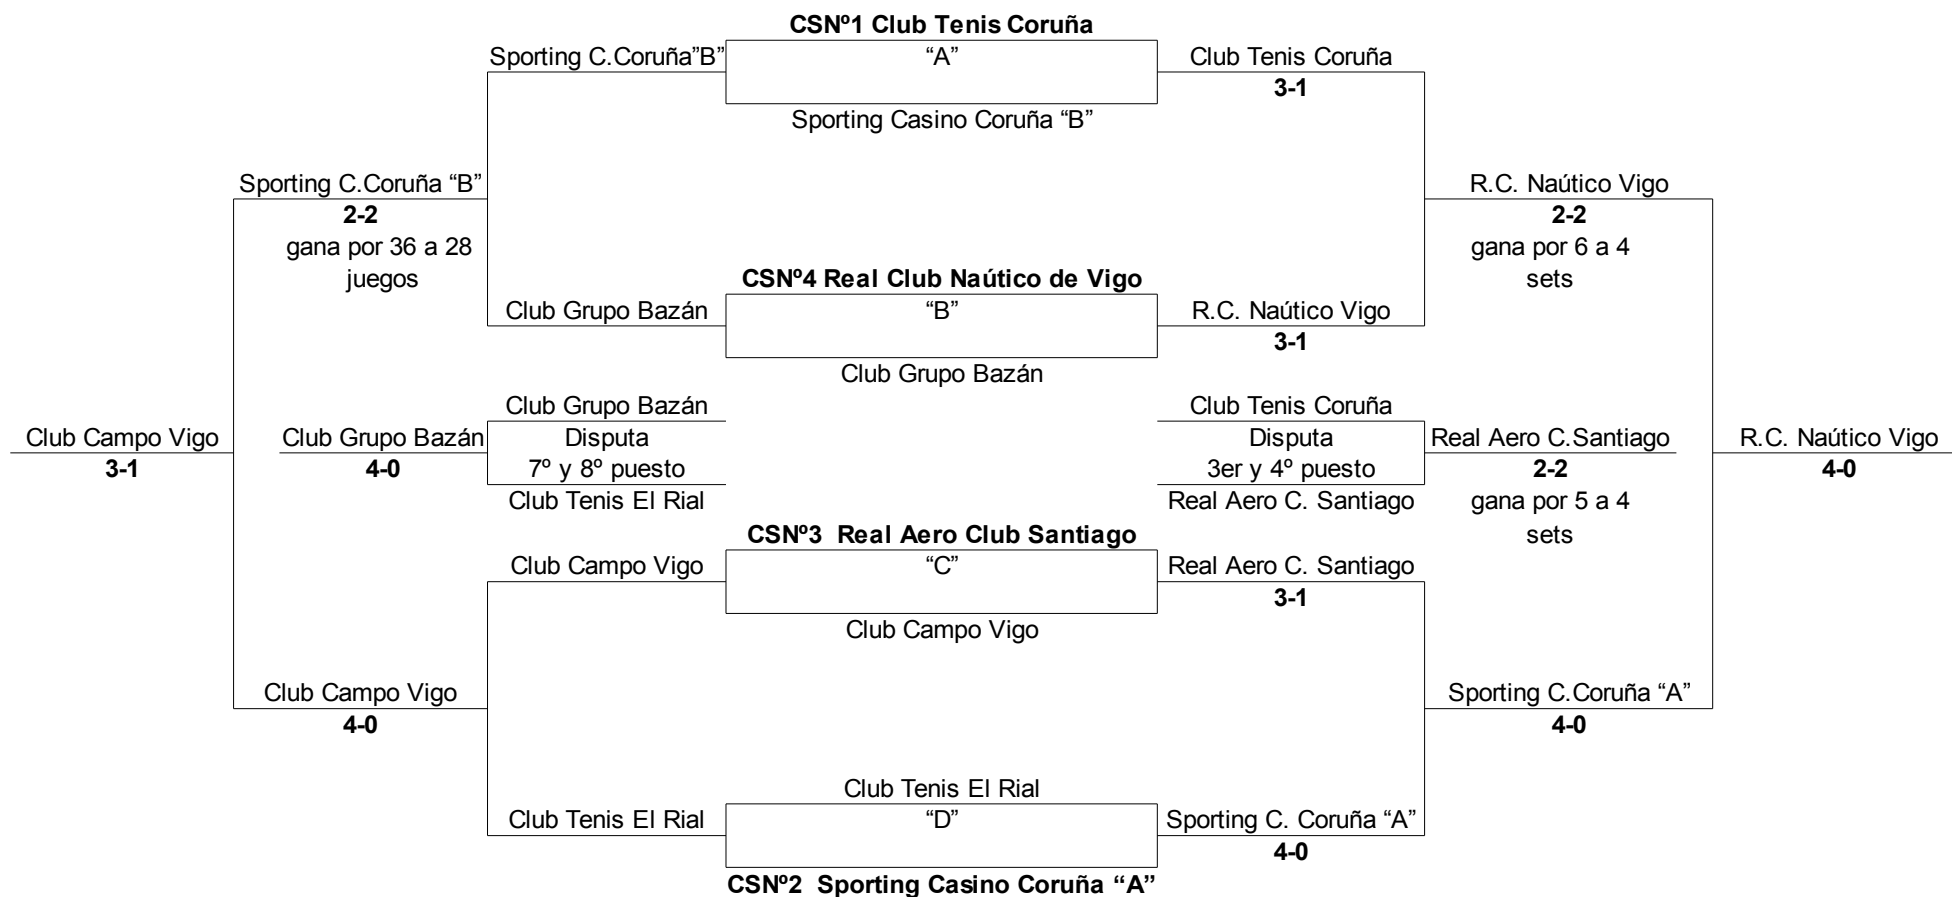 CSNº1 Club Tenis Coruña
Sporting C.Coruña”B”
“A”
Club Tenis Coruña
3-1
Sporting Casino Coruña “B”
Sporting C.Coruña “B”
2-2
gana por 36 a 28
juegos
R.C. Naútico Vigo
2-2
gana por 6 a 4
sets
CSNº4 Real Club Naútico de Vigo
Club Grupo Bazán
“B”
R.C. Naútico Vigo
3-1
Club Grupo Bazán
Club Grupo Bazán
Club Tenis Coruña
Club Campo Vigo
3-1
Club Grupo Bazán
4-0
Disputa
7º y 8º puesto
Disputa
3er y 4º puesto
Real Aero C.Santiago
2-2
gana por 5 a 4
sets
R.C. Naútico Vigo
4-0
Club Tenis El Rial
Real Aero C. Santiago
CSNº3 Real Aero Club Santiago
Club Campo Vigo
“C”
Real Aero C. Santiago
3-1
Club Campo Vigo
Club Campo Vigo
4-0
Sporting C.Coruña “A”
4-0
Club Tenis El Rial
Club Tenis El Rial
“D”
Sporting C. Coruña “A”
4-0
CSNº2 Sporting Casino Coruña “A”